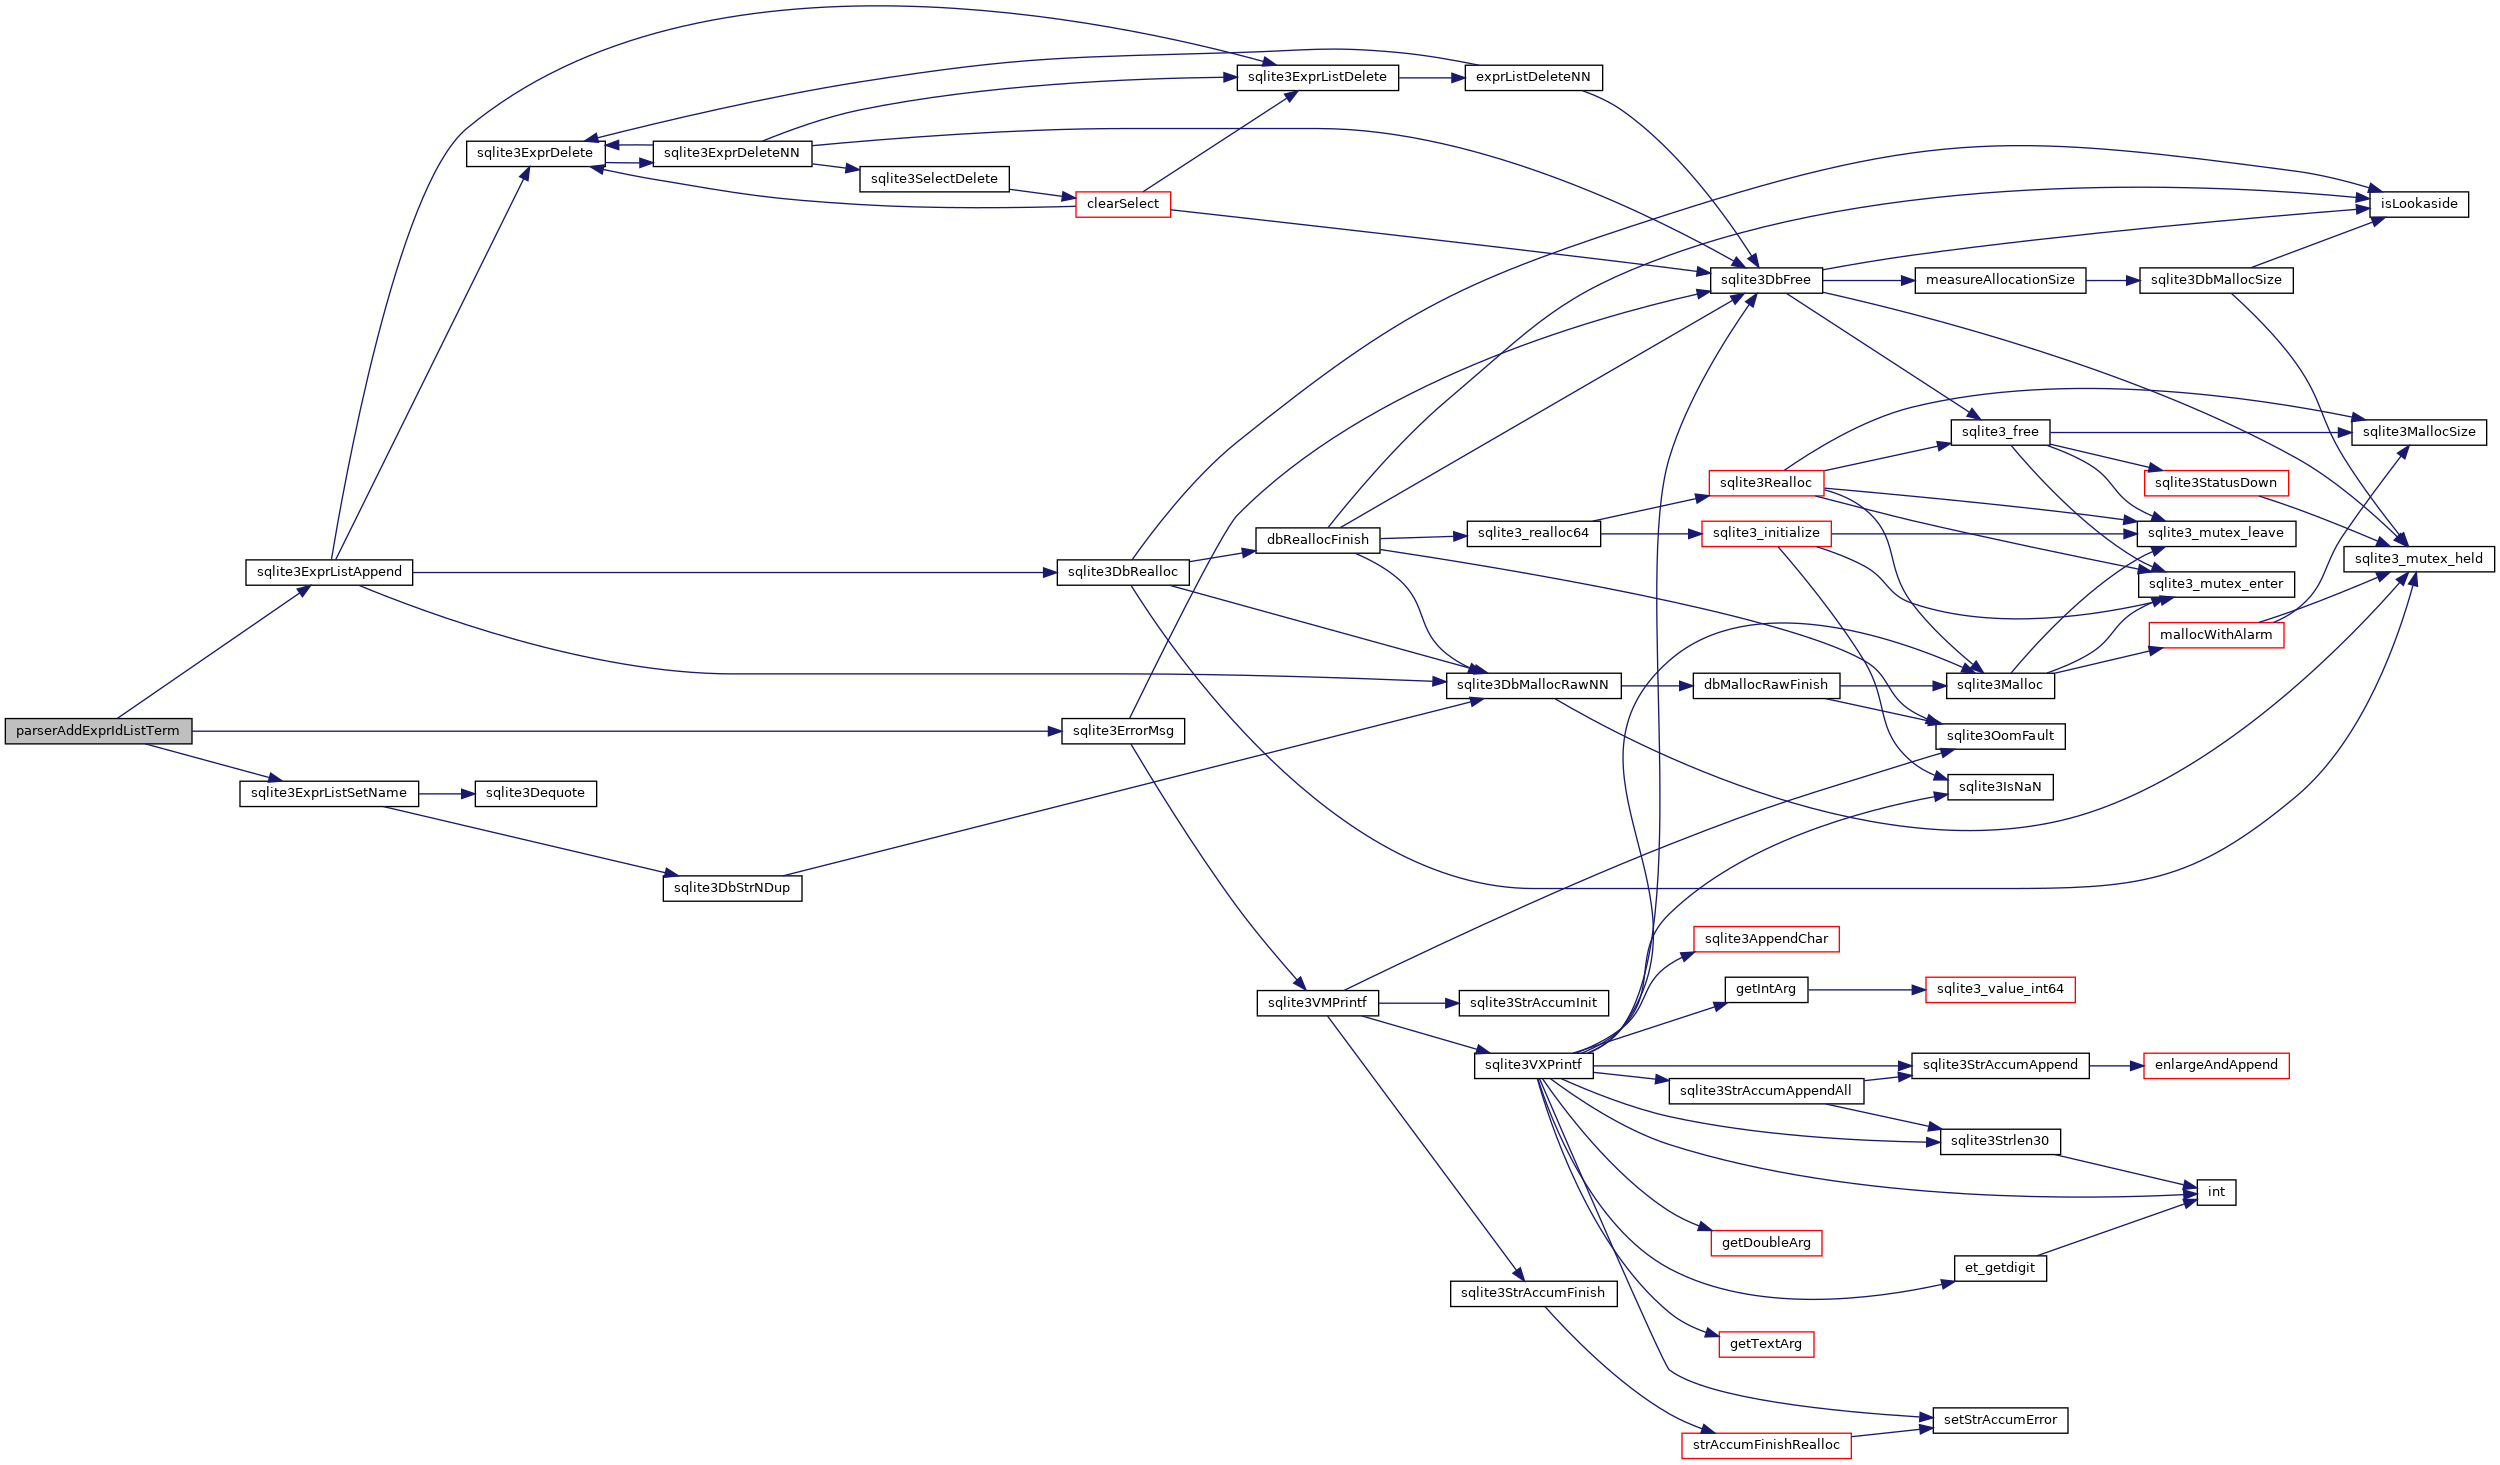 sqlite3ExprListDelete
exprListDeleteNN
sqlite3ExprDelete
sqlite3ExprDeleteNN
sqlite3SelectDelete
clearSelect
isLookaside
sqlite3DbFree
measureAllocationSize
sqlite3DbMallocSize
sqlite3_free
sqlite3MallocSize
sqlite3Realloc
sqlite3StatusDown
dbReallocFinish
sqlite3_realloc64
sqlite3_initialize
sqlite3_mutex_leave
sqlite3_mutex_held
sqlite3ExprListAppend
sqlite3DbRealloc
sqlite3_mutex_enter
mallocWithAlarm
sqlite3DbMallocRawNN
dbMallocRawFinish
sqlite3Malloc
parserAddExprIdListTerm
sqlite3ErrorMsg
sqlite3OomFault
sqlite3ExprListSetName
sqlite3Dequote
sqlite3IsNaN
sqlite3DbStrNDup
sqlite3AppendChar
sqlite3VMPrintf
sqlite3StrAccumInit
getIntArg
sqlite3_value_int64
sqlite3VXPrintf
sqlite3StrAccumAppend
enlargeAndAppend
sqlite3StrAccumAppendAll
sqlite3Strlen30
int
getDoubleArg
et_getdigit
sqlite3StrAccumFinish
getTextArg
setStrAccumError
strAccumFinishRealloc